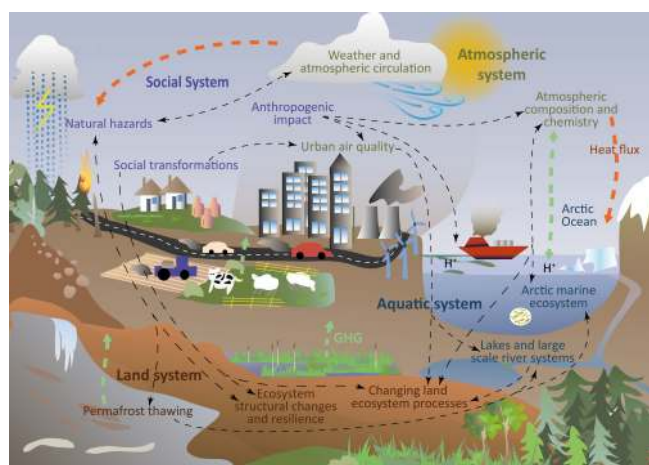 Weather and
atmospheric circulation
Atmospheric
system
Social System
Natural hazards
Anthropogenic
impact
Atmospheric
composition and
chemistry
Urban air quality
Heat flux
Social transformations
Arctic
Ocean
H⁺
H⁺
Arctic marine
ecosystem
Aquatic system
GHG
Lakes and large
scale river systems
Land system
Permafrost thawing
Ecosystem
structural changes
and resilience
Changing land
ecosystem processes